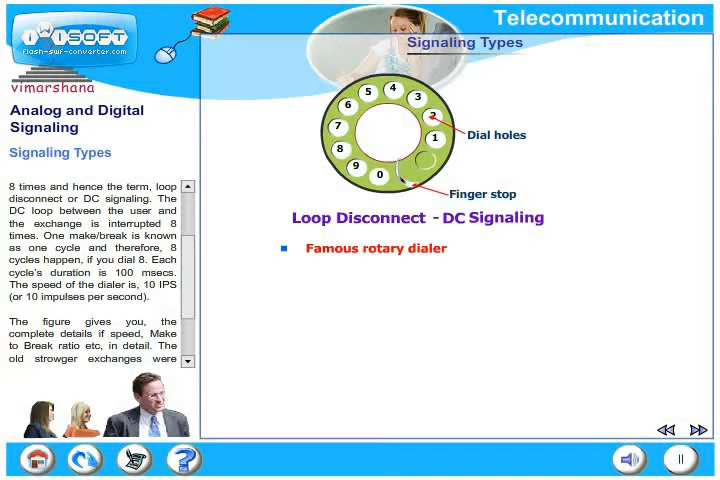 Telecommunication
Signaling Types
iWiSOFT
flash-swf-converter.com
vimarshana
Analog and Digital
Signaling
Signaling Types
8 times and hence the term, loop
disconnect or DC signaling. The
DC loop between the user and
the exchange is interrupted 8
times. One make/break is known
as one cycle and therefore, 8
cycles happen, if you dial 8. Each
cycle's duration is 100 msecs.
The speed of the dialer is, 10 IPS
(or 10 impulses per second).
The figure gives you, the
complete details if speed, Make
to Break ratio etc, in detail. The
old strowger exchanges were
5 4 3 2 1 6 7 8 9 0
Dial holes
Finger stop
Loop Disconnect - DC Signaling
Famous rotary dialer